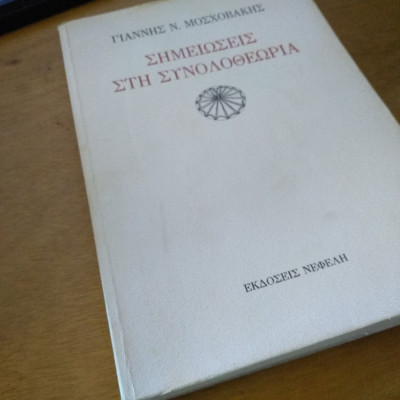 ΓΙΑΝΝΗΣ Ν. ΜΟΣΧΟΒΑΚΗΣ
ΣΗΜΕΙΩΣΕΙΣ
ΣΤΗ ΣΥΝΟΛΟΘΕΩΡΙΑ
ΕΚΔΟΣΕΙΣ ΝΕΦΕΛΗ